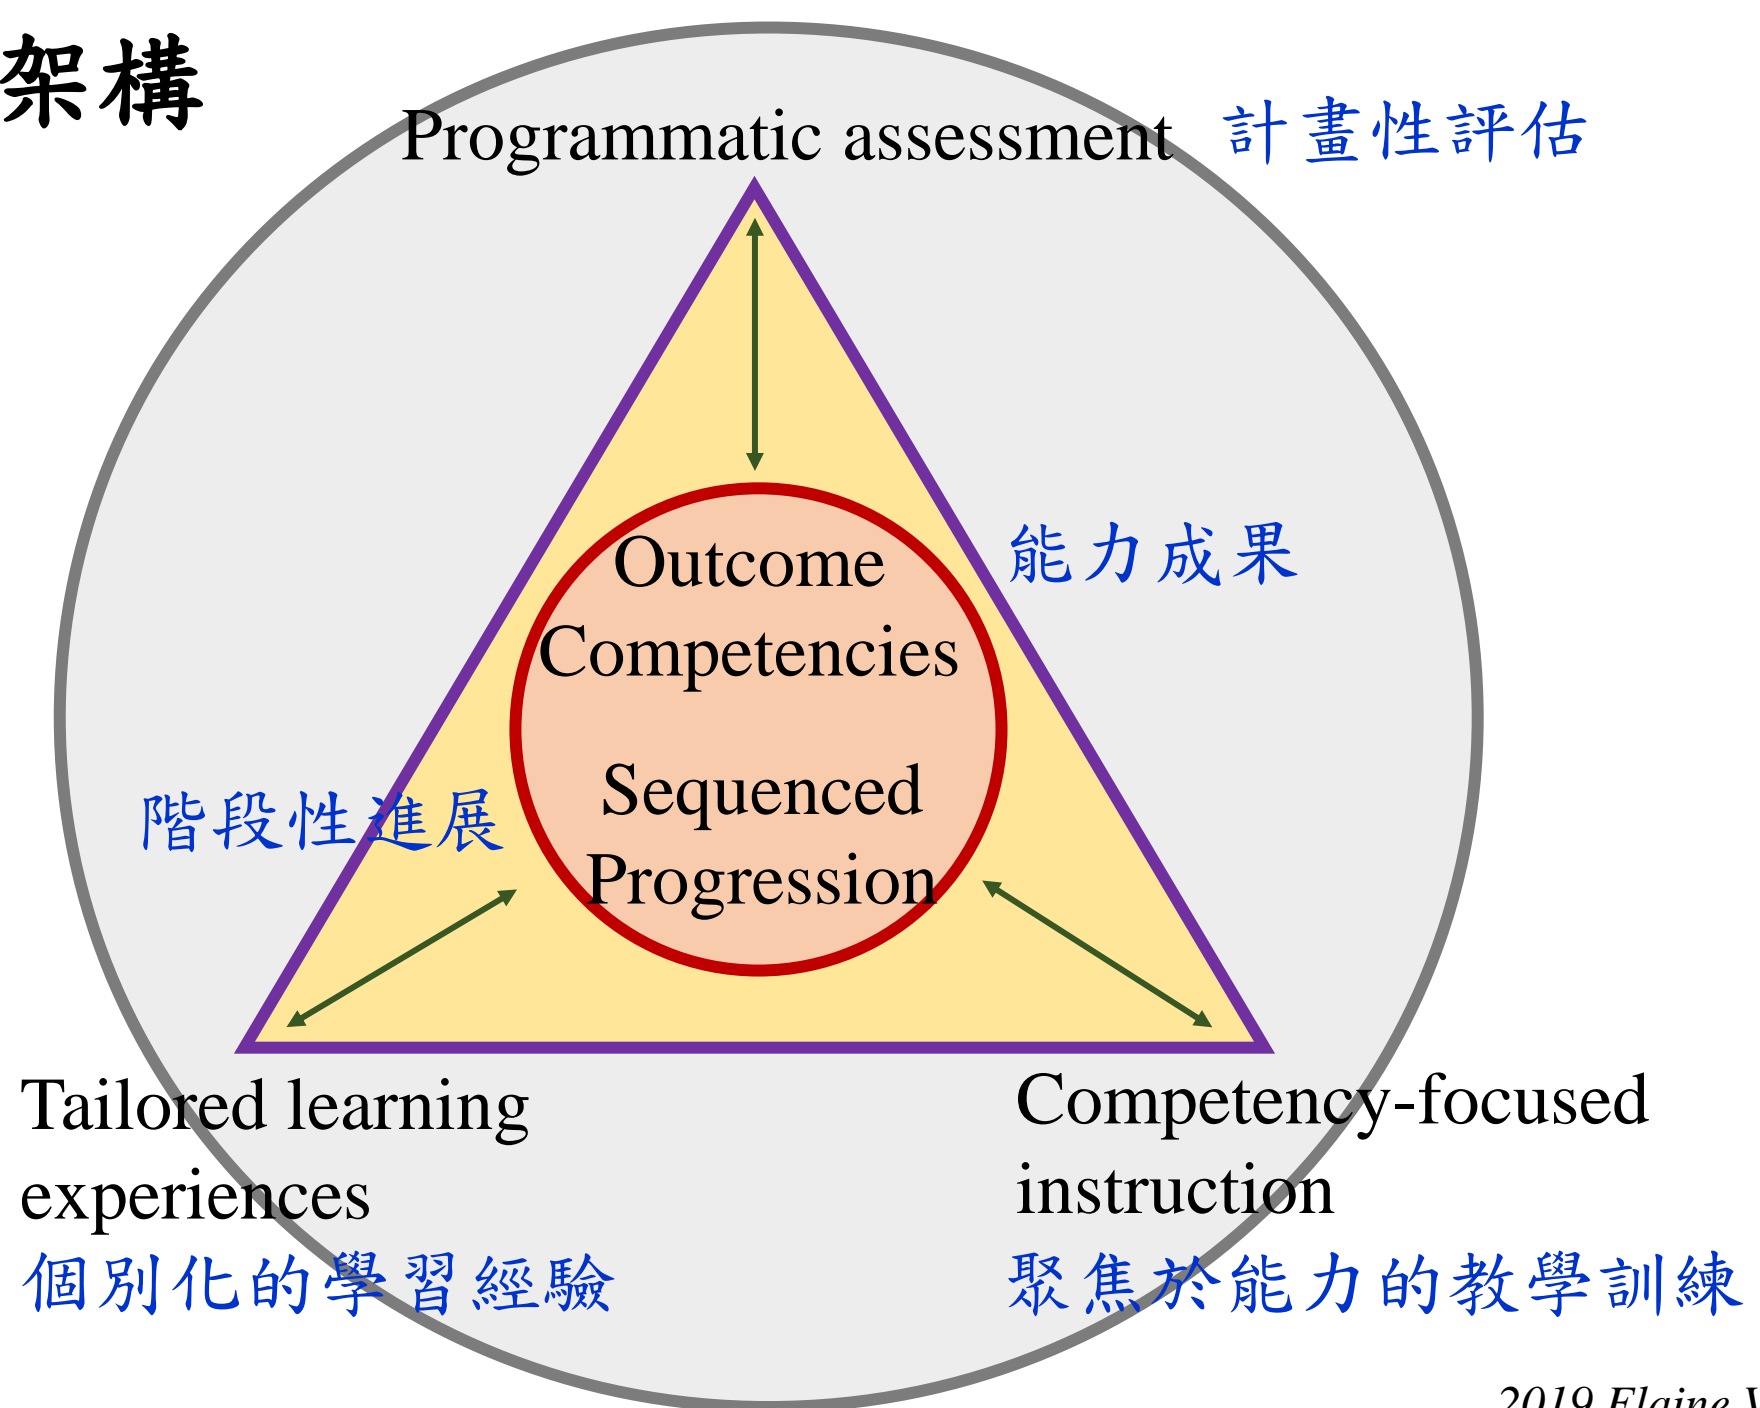 架構
Programmatic assessment 計畫性評估
Outcome
Competencies
能力成果
Sequenced
Progression
階段性進展
Tailored learning
experiences
個別化的學習經驗
Competency-focused
instruction
聚焦於能力的教學訓練
2019 Elaine